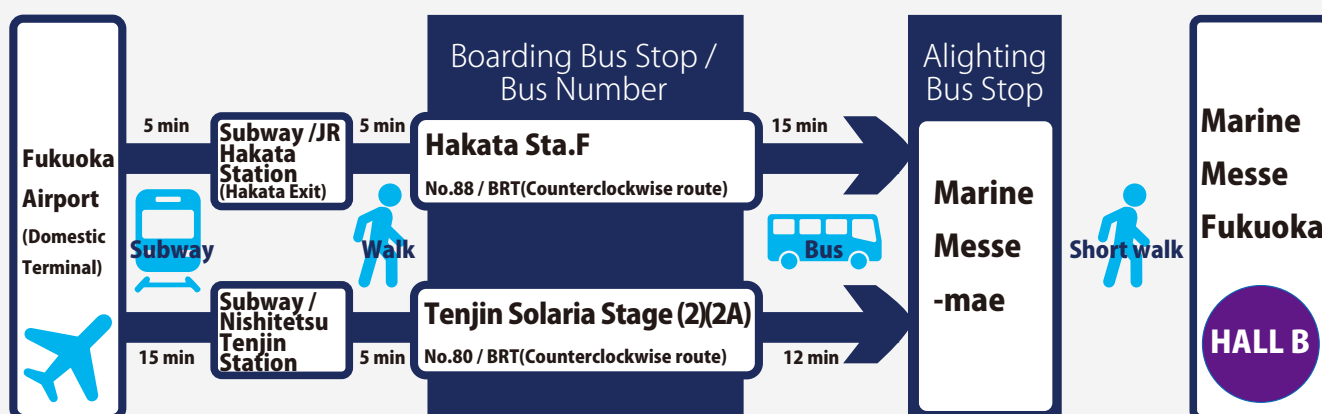 Fukuoka
Airport
(Domestic
Terminal)
5 min
Subway
15 min
Subway /JR
Hakata
Station
(Hakata Exit)
Subway /
Nishitetsu
Tenjin
Station
5 min
Walk
5 min
Boarding Bus Stop /
Bus Number
Hakata Sta.F
No.88 / BRT(Counterclockwise route)
Tenjin Solaria Stage (2)(2A)
No.80 / BRT(Counterclockwise route)
15 min
Bus
12 min
Alighting
Bus Stop
Marine
Messe
-mae
Short walk
Marine
Messe
Fukuoka
HALL B